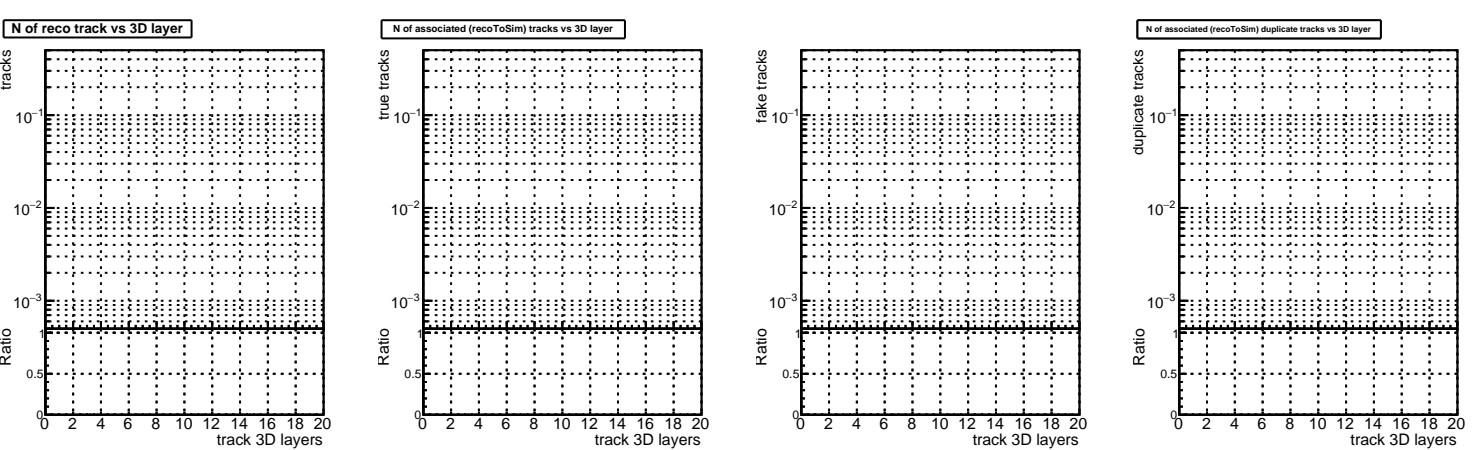 N of reco track vs 3D layer
tracks
10⁻¹
10⁻²
10⁻³
Ratio
1
0.5
0
0 2 4 6 8 10 12 14 16 18 20
track 3D layers
N of associated (recoToSim) tracks vs 3D layer
true tracks
10⁻¹
10⁻²
10⁻³
Ratio
1
0.5
0
0 2 4 6 8 10 12 14 16 18 20
track 3D layers
fake tracks
10⁻¹
10⁻²
10⁻³
Ratio
1
0.5
0
0 2 4 6 8 10 12 14 16 18 20
track 3D layers
N of associated (recoToSim) duplicate tracks vs 3D layer
duplicate tracks
10⁻¹
10⁻²
10⁻³
Ratio
1
0.5
0
0 2 4 6 8 10 12 14 16 18 20
track 3D layers